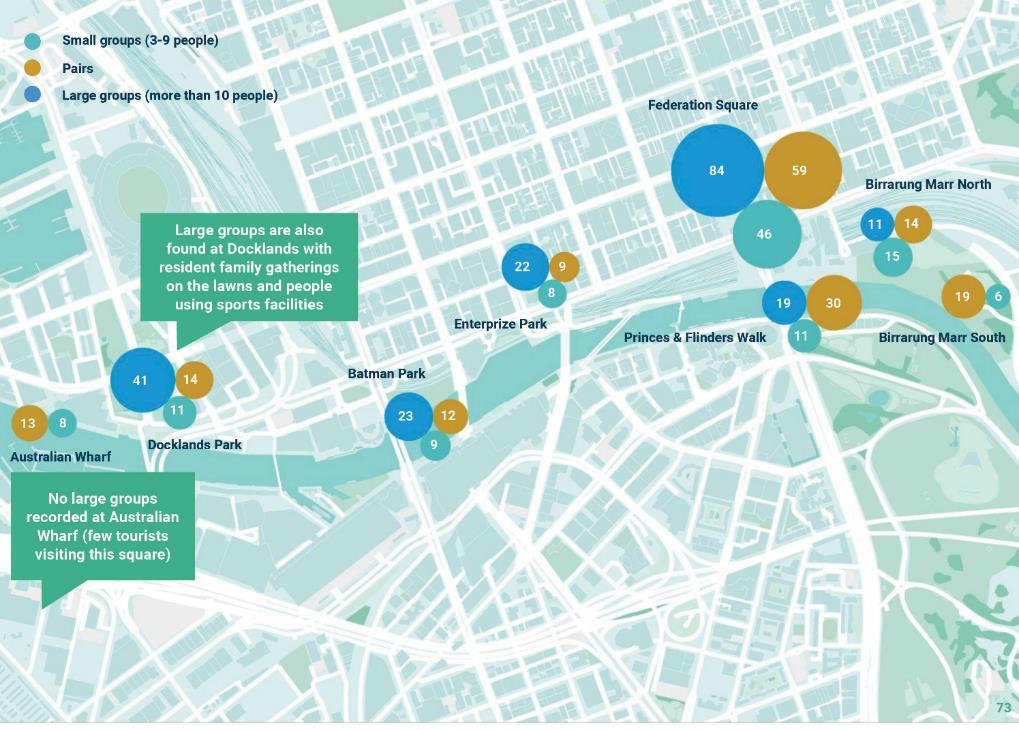 Small groups (3-9 people)
Pairs
Large groups (more than 10 people)
Federation Square
84
59
46
Birrarung Marr North
11
14
15
Large groups are also
found at Docklands with
resident family gatherings
on the lawns and people
using sports facilities
22
9
8
Enterprize Park
19
30
11
Princes & Flinders Walk
19
6
Birrarung Marr South
41
14
11
Docklands Park
Batman Park
23
12
9
13
8
Australian Wharf
No large groups
recorded at Australian
Wharf (few tourists
visiting this square)
73